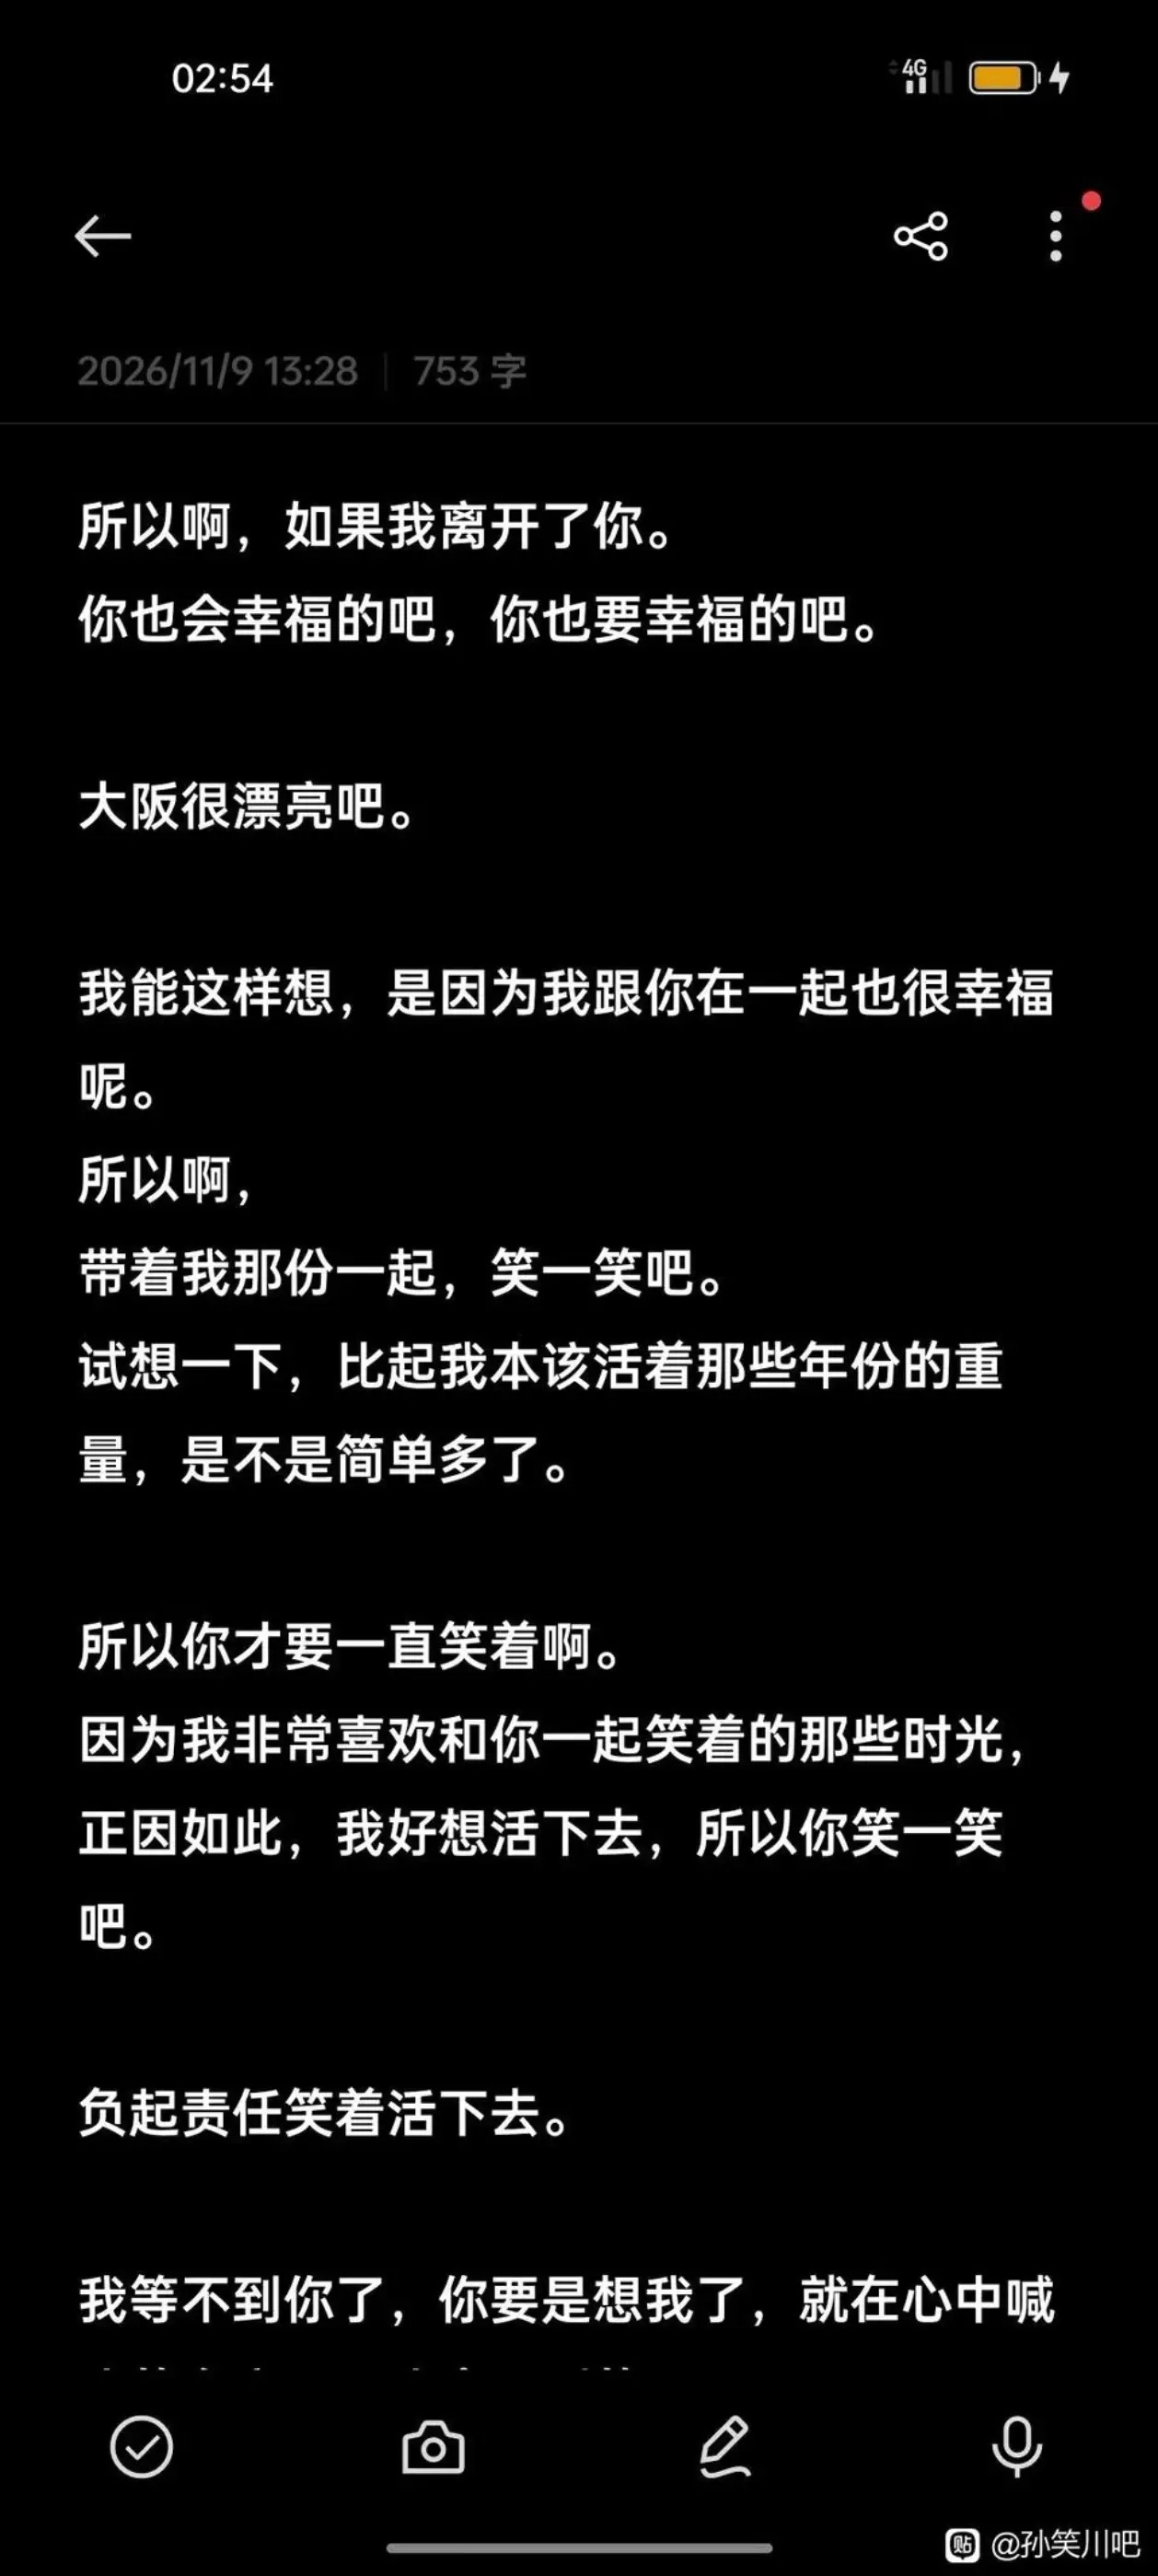 02:54
4G
2026/11/9 13:28 | 753 字
所以啊，如果我离开了你。
你也会幸福的吧，你也要幸福的吧。
大阪很漂亮吧。
我能这样想，是因为我跟你在一起也很幸福
呢。
所以啊，
带着我那份一起，笑一笑吧。
试想一下，比起我本该活着那些年份的重
量，是不是简单多了。
所以你才要一直笑着啊。
因为我非常喜欢和你一起笑着的那些时光，
正因如此，我好想活下去，所以你笑一笑
吧。
负起责任笑着活下去。
我等不到你了，你要是想我了，就在心中喊
贴 @孙笑川吧